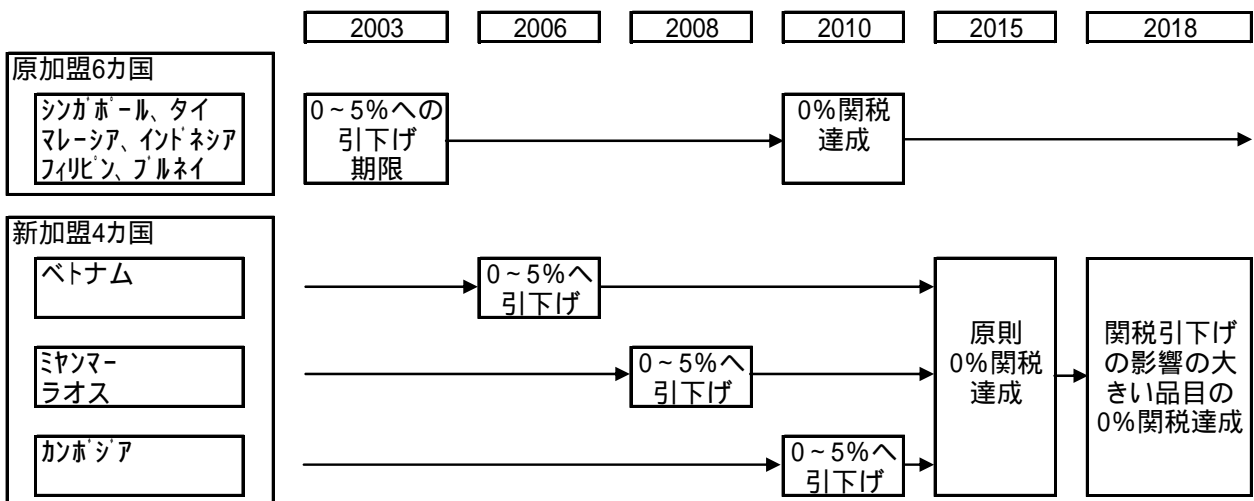 2003 2006 2008 2010 2015 2018
原加盟6カ国
シンガポール、タイ
マレーシア、インドネシア
フィリピン、ブルネイ
0~5%への
引下げ
期限
0%関税
達成
新加盟4カ国
ベトナム
0~5%へ
引下げ
ミヤンマー
ラオス
0~5%へ
引下げ
カンボジア
0~5%へ
引下げ
原則
0%関税
達成
関税引下げ
の影響の大
きい品目の
0%関税達成